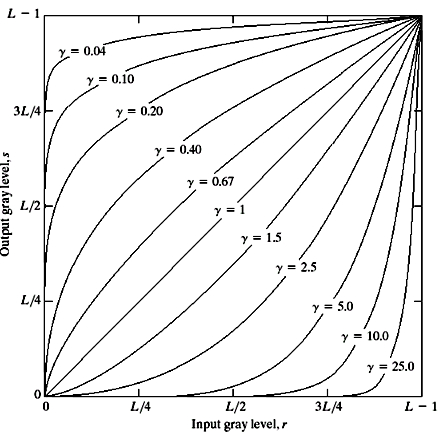 L − 1
γ = 0.04
γ = 0.10
3L/4
γ = 0.20
γ = 0.40
γ = 0.67
Output gray level, s
L/2
γ = 1
γ = 1.5
γ = 2.5
L/4
γ = 5.0
γ = 10.0
γ = 25.0
0
0 L/4 L/2 3L/4 L − 1
Input gray level, r